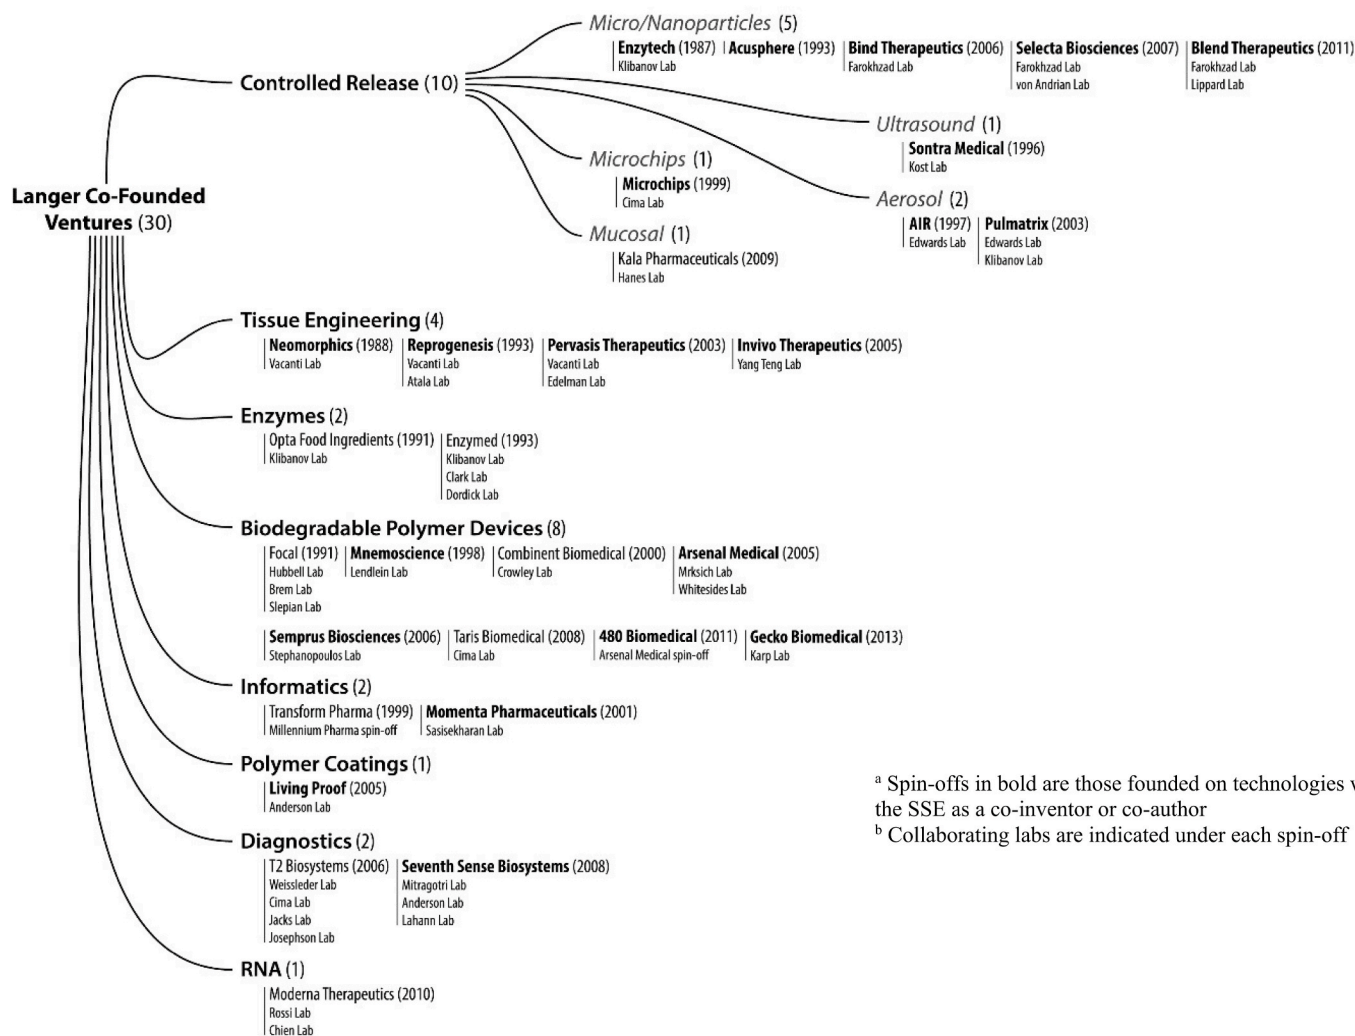 Langer Co-Founded
Ventures (30)
Controlled Release (10)
Micro/Nanoparticles (5)
Enzytech (1987) Acusphere (1993) Bind Therapeutics (2006) Selecta Biosciences (2007) Blend Therapeutics (2011)
Klibanov Lab Farokhzad Lab Farokhzad Lab Farokhzad Lab
von Andrian Lab Lippard Lab
Ultrasound (1)
Sontra Medical (1996)
Kost Lab
Microchips (1)
Microchips (1999)
Cima Lab
Aerosol (2)
AIR (1997) Pulmatrix (2003)
Edwards Lab Edwards Lab
Klibanov Lab
Mucosal (1)
Kala Pharmaceuticals (2009)
Hanes Lab
Tissue Engineering (4)
Neomorphics (1988) Reprogenesis (1993) Pervasis Therapeutics (2003) Invivo Therapeutics (2005)
Vacanti Lab Vacanti Lab Vacanti Lab Yang Teng Lab
Atala Lab Edelman Lab
Enzymes (2)
Opta Food Ingredients (1991) Enzymed (1993)
Klibanov Lab Klibanov Lab
Clark Lab
Dordick Lab
Biodegradable Polymer Devices (8)
Focal (1991) Mnemoscience (1998) Combinent Biomedical (2000) Arsenal Medical (2005)
Hubbell Lab Lendlein Lab Crowley Lab Mrksich Lab
Brem Lab Whitesides Lab
Slepian Lab
Semprus Biosciences (2006) Taris Biomedical (2008) 480 Biomedical (2011) Gecko Biomedical (2013)
Stephanopoulos Lab Cima Lab Arsenal Medical spin-off Karp Lab
Informatics (2)
Transform Pharma (1999) Momenta Pharmaceuticals (2001)
Millennium Pharma spin-off Sasisekharan Lab
Polymer Coatings (1)
Living Proof (2005)
Anderson Lab
Diagnostics (2)
T2 Biosystems (2006) Seventh Sense Biosystems (2008)
Weissleder Lab Mitragotri Lab
Cima Lab Anderson Lab
Jacks Lab Lahann Lab
Josephson Lab
RNA (1)
Moderna Therapeutics (2010)
Rossi Lab
Chien Lab
a Spin-offs in bold are those founded on technologies
the SSE as a co-inventor or co-author
b Collaborating labs are indicated under each spin-off